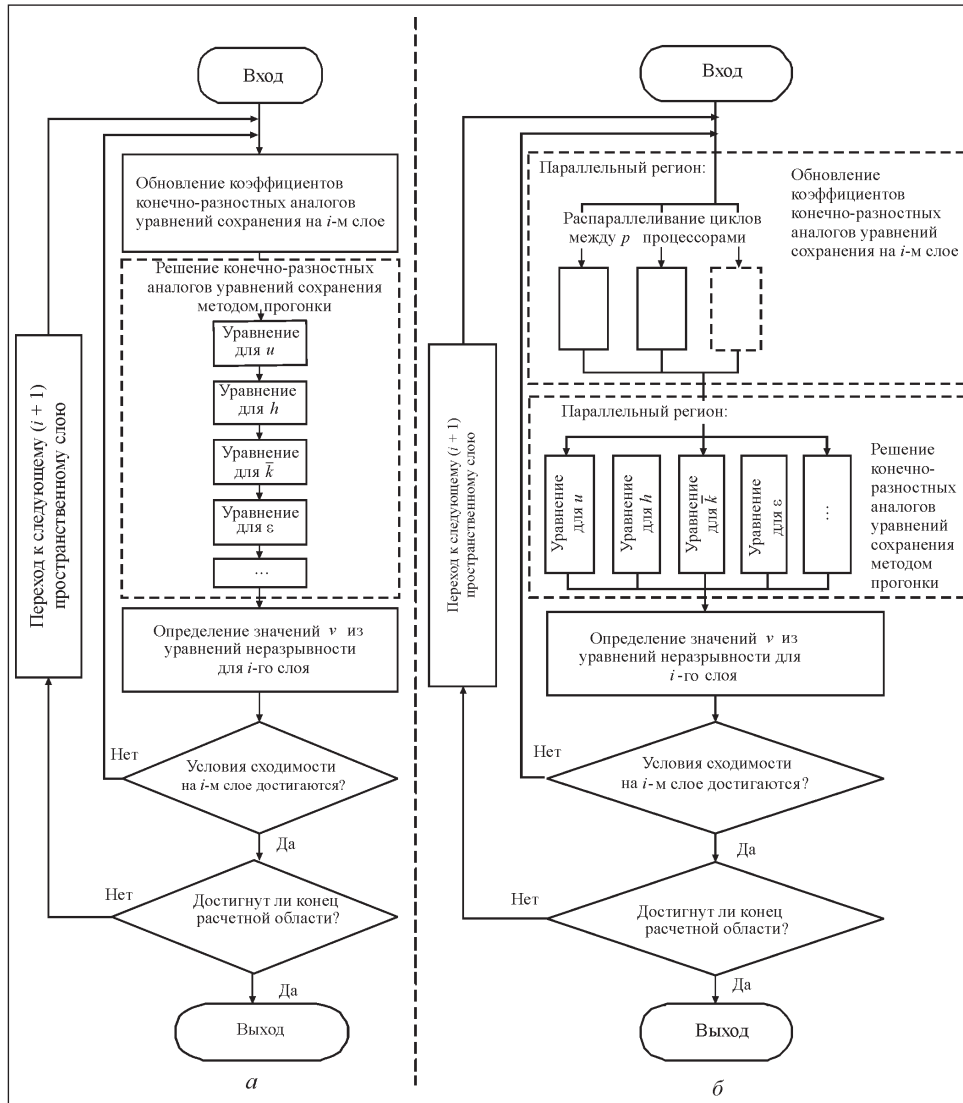 Вход
Обновление коэффициентов
конечно-разностных аналогов
уравнений сохранения на i-м слое
Решение конечно-разностных
аналогов уравнений сохранения
методом прогонки
Уравнение
для u
Уравнение
для h
Уравнение
для k̅
Уравнение
для ε
...
Переход к следующему (i + 1)
пространственному слою
Определение значений v из
уравнений неразрывности
для i-го слоя
Нет
Условия сходимости
на i-м слое достигаются?
Да
Нет
Достигнут ли конец
расчетной области?
Да
Выход
а
Вход
Параллельный регион:
Обновление
коэффициентов
конечно-разностных
аналогов уравнений
сохранения на i-м слое
Распараллеливание циклов
между p процессорами
Параллельный регион:
Уравнение
для u
Уравнение
для h
Уравнение
для k̅
Уравнение
для ε
...
Решение
конечно-
разностных
аналогов
уравнений
сохранения
методом
прогонки
Переход к следующему (i + 1)
пространственному слою
Определение значений v из
уравнений неразрывности для
i-го слоя
Нет
Условия сходимости
на i-м слое достигаются?
Да
Нет
Достигнут ли конец
расчетной области?
Да
Выход
б